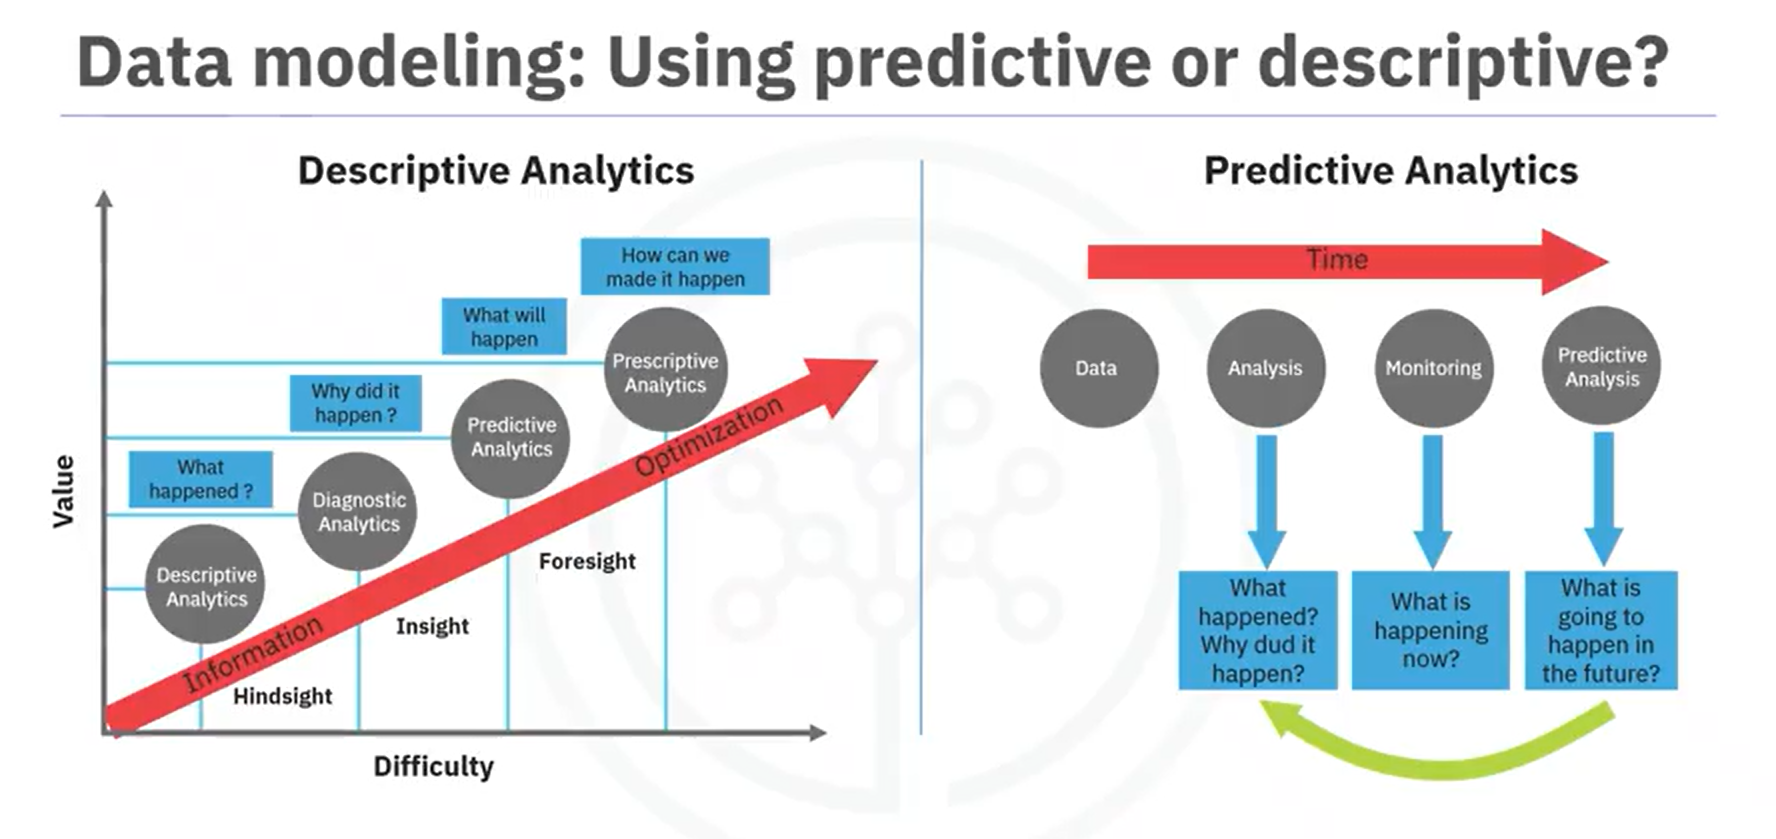 Data modeling: Using predictive or descriptive?
Descriptive Analytics
How can we
made it happen
What will
happen
Prescriptive
Analytics
Why did it
happen ?
Predictive
Analytics
Optimization
What
happened ?
Diagnostic
Analytics
Value
Foresight
Descriptive
Analytics
Insight
Information
Hindsight
Difficulty
Predictive Analytics
Time
Data
Analysis
Monitoring
Predictive
Analysis
What
happened?
Why dud it
happen?
What is
happening
now?
What is
going to
happen in
the future?